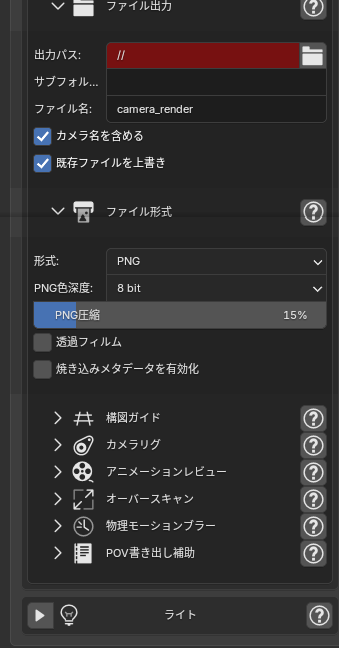 ファイル出力
出力パス: //
サブフォル...
ファイル名: camera_render
カメラ名を含める
既存ファイルを上書き
ファイル形式
形式: PNG
PNG色深度: 8 bit
PNG圧縮 15%
透過フィルム
焼き込みメタデータを有効化
構図ガイド
カメラリグ
アニメーションレビュー
オーバースキャン
物理モーションブラー
POV書き出し補助
ライト